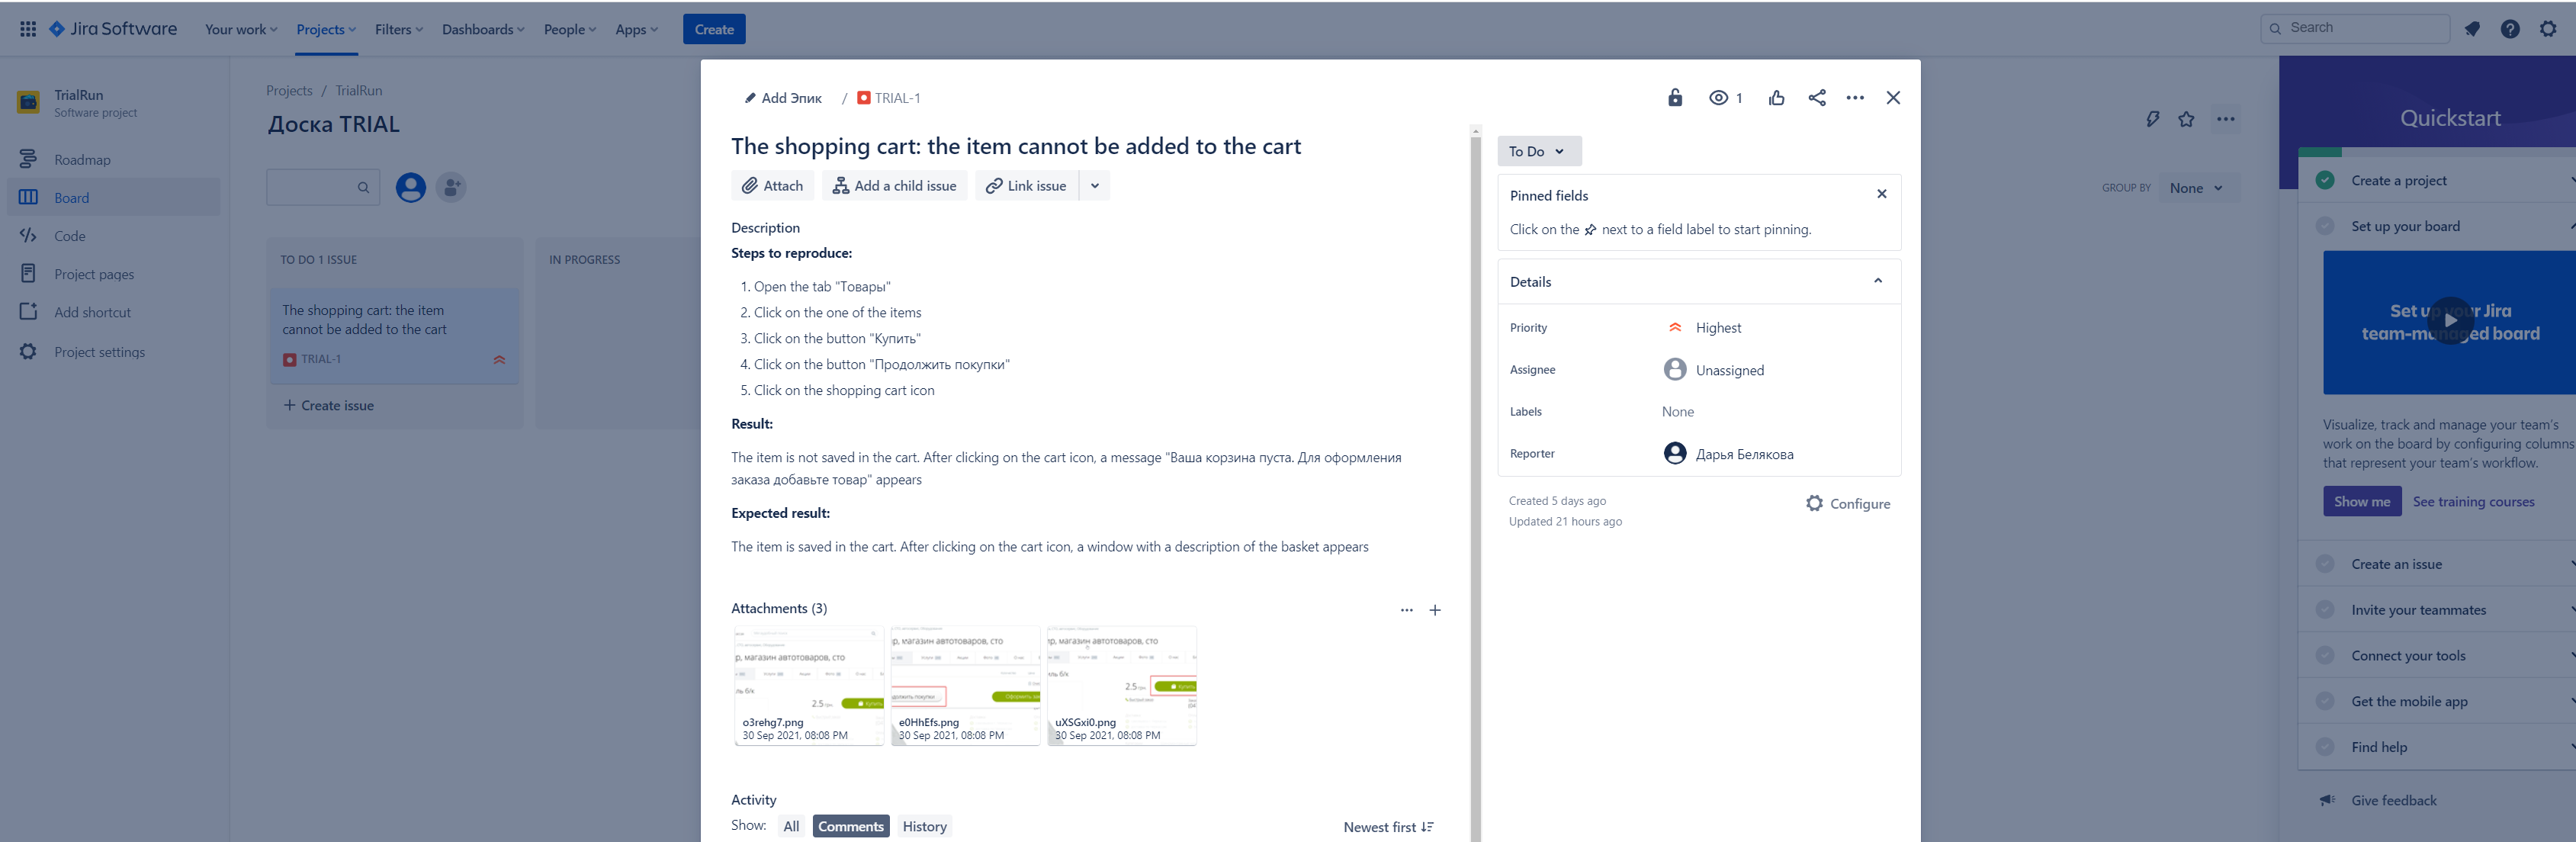 Jira Software
Your work
Projects
Filters
Dashboards
People
Apps
Create
Search
TrialRun
Software project
Roadmap
Board
Code
Project pages
Add shortcut
Project settings
Projects / TrialRun
Доска TRIAL
GROUP BY None
TO DO 1 ISSUE
The shopping cart: the item
cannot be added to the cart
TRIAL-1
+ Create issue
IN PROGRESS
Add Эпик / TRIAL-1
1
The shopping cart: the item cannot be added to the cart
Attach
Add a child issue
Link issue
Description
Steps to reproduce:
1. Open the tab "Товары"
2. Click on the one of the items
3. Click on the button "Купить"
4. Click on the button "Продолжить покупки"
5. Click on the shopping cart icon
Result:
The item is not saved in the cart. After clicking on the cart icon, a message "Ваша корзина пуста. Для оформления
заказа добавьте товар" appears
Expected result:
The item is saved in the cart. After clicking on the cart icon, a window with a description of the basket appears
Attachments (3)
р, магазин автотоваров, сто
ль б/х
2.5
o3rehg7.png
30 Sep 2021, 08:08 PM
р, магазин автотоваров, сто
e0HhEfs.png
30 Sep 2021, 08:08 PM
р, магазин автотоваров, сто
2.5
uXSGxi0.png
30 Sep 2021, 08:08 PM
Activity
Show: All Comments History
Newest first
To Do
Pinned fields
Click on the next to a field label to start pinning.
Details
Priority Highest
Assignee Unassigned
Labels None
Reporter Дарья Белякова
Created 5 days ago
Updated 21 hours ago
Configure
Quickstart
Create a project
Set up your board
Set up your Jira
team-managed board
Visualize, track and manage your team's
work on the board by configuring columns
that represent your team's workflow.
Show me
See training courses
Create an issue
Invite your teammates
Connect your tools
Get the mobile app
Find help
Give feedback